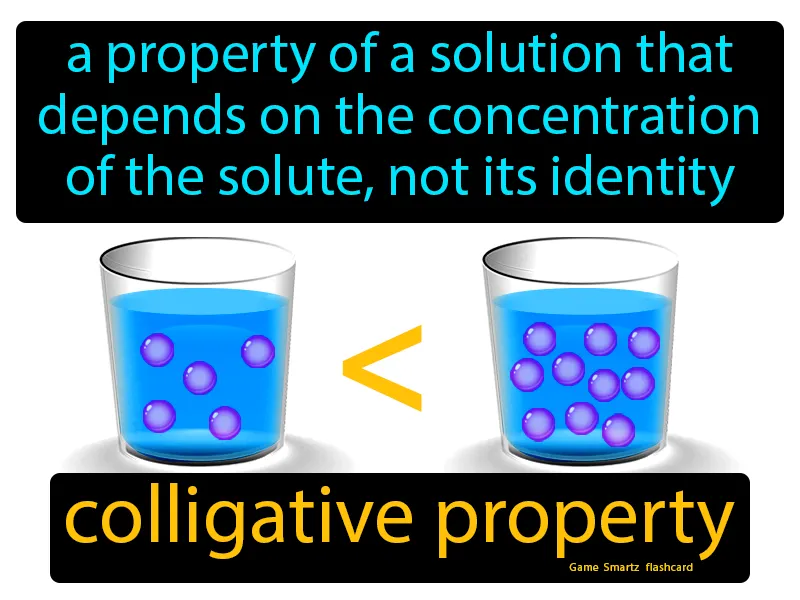 a property of a solution that
depends on the concentration
of the solute, not its identity
<
colligative property
Game Smartz flashcard